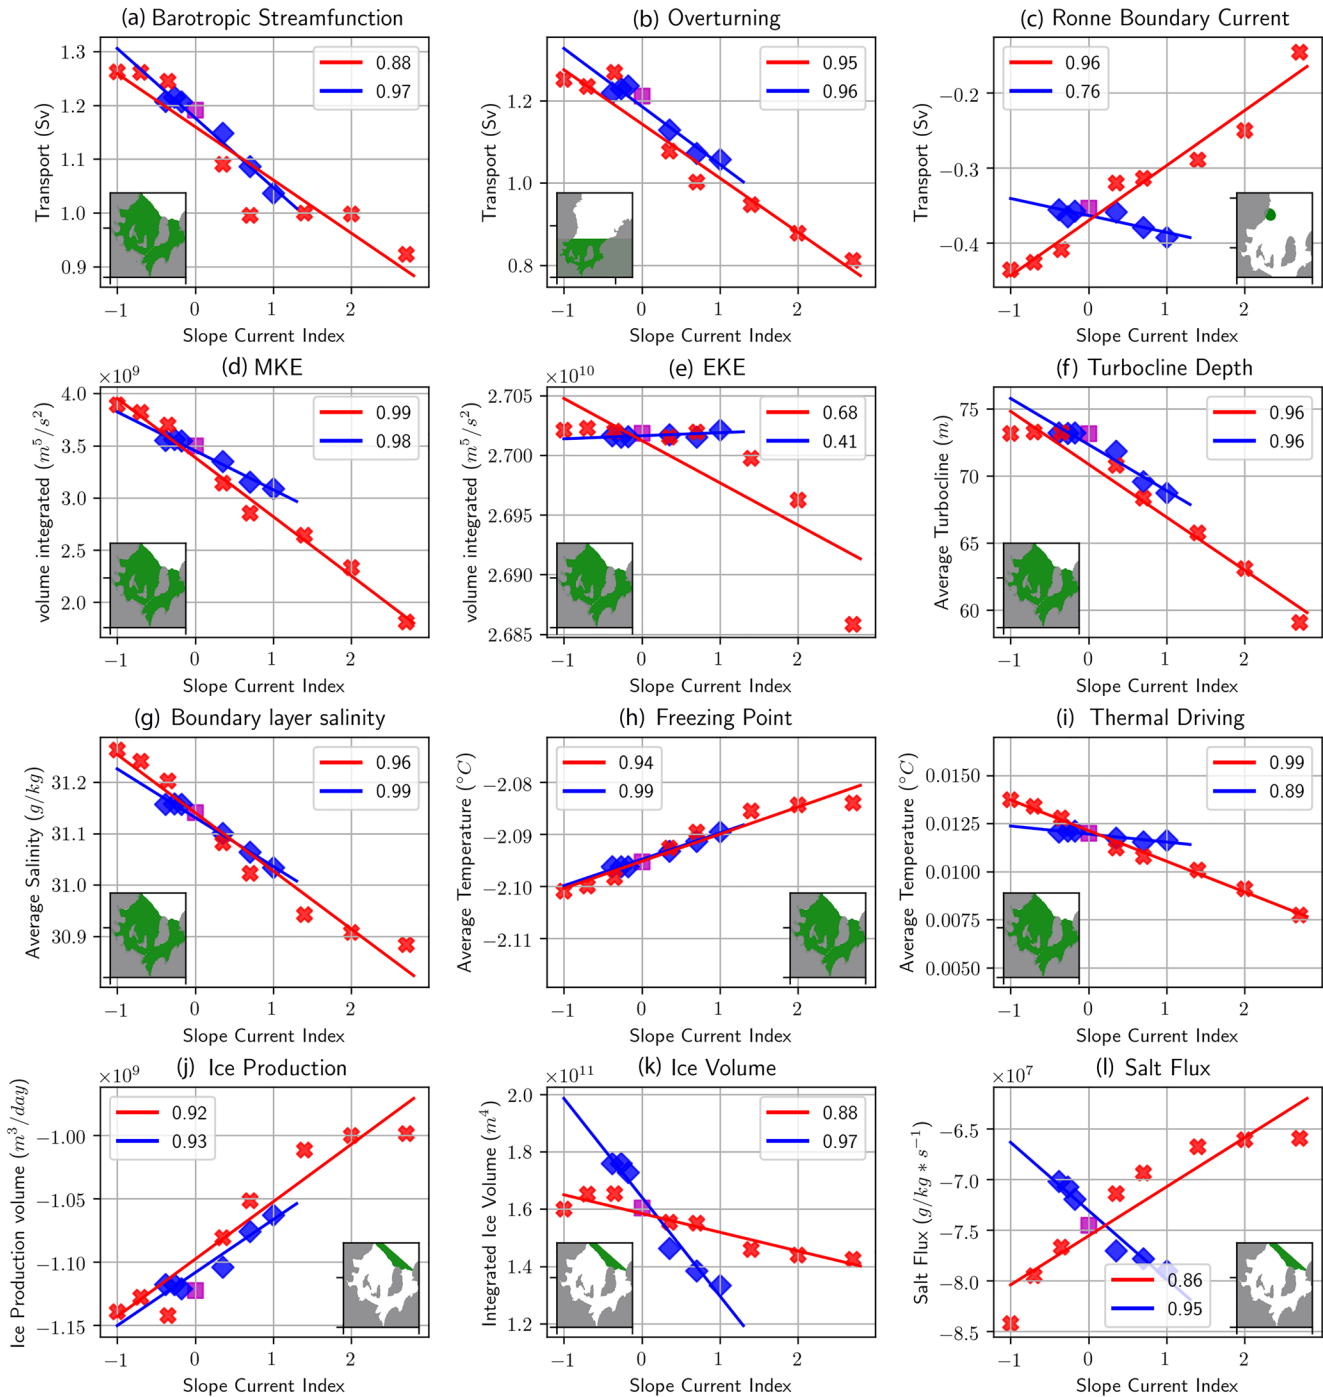 (a) Barotropic Streamfunction
(b) Overturning
(c) Ronne Boundary Current
Transport (Sv)
1.3
1.2
1.1
1.0
0.9
0.88
0.97
−1 0 1 2
Slope Current Index
Transport (Sv)
1.2
1.0
0.8
0.95
0.96
−1 0 1 2
Slope Current Index
Transport (Sv)
−0.2
−0.3
−0.4
0.96
0.76
−1 0 1 2
Slope Current Index
(d) MKE
(e) EKE
(f) Turbocline Depth
×10⁹
volume integrated (m⁵/s²)
4.0
3.5
3.0
2.5
2.0
0.99
0.98
−1 0 1 2
Slope Current Index
×10¹⁰
volume integrated (m⁵/s²)
2.705
2.700
2.695
2.690
2.685
0.68
0.41
−1 0 1 2
Slope Current Index
Average Turbocline (m)
75
70
65
60
0.96
0.96
−1 0 1 2
Slope Current Index
(g) Boundary layer salinity
(h) Freezing Point
(i) Thermal Driving
Average Salinity (g/kg)
31.2
31.1
31.0
30.9
0.96
0.99
−1 0 1 2
Slope Current Index
Average Temperature (°C)
−2.08
−2.09
−2.10
−2.11
0.94
0.99
−1 0 1 2
Slope Current Index
Average Temperature (°C)
0.0150
0.0125
0.0100
0.0075
0.0050
0.99
0.89
−1 0 1 2
Slope Current Index
(j) Ice Production
(k) Ice Volume
(l) Salt Flux
×10⁹
Ice Production volume (m³/day)
−1.00
−1.05
−1.10
−1.15
0.92
0.93
−1 0 1 2
Slope Current Index
×10¹¹
Integrated Ice Volume (m⁴)
2.0
1.8
1.6
1.4
1.2
0.88
0.97
−1 0 1 2
Slope Current Index
×10⁷
Salt Flux (g/kg * s⁻¹)
−6.5
−7.0
−7.5
−8.0
−8.5
0.86
0.95
−1 0 1 2
Slope Current Index